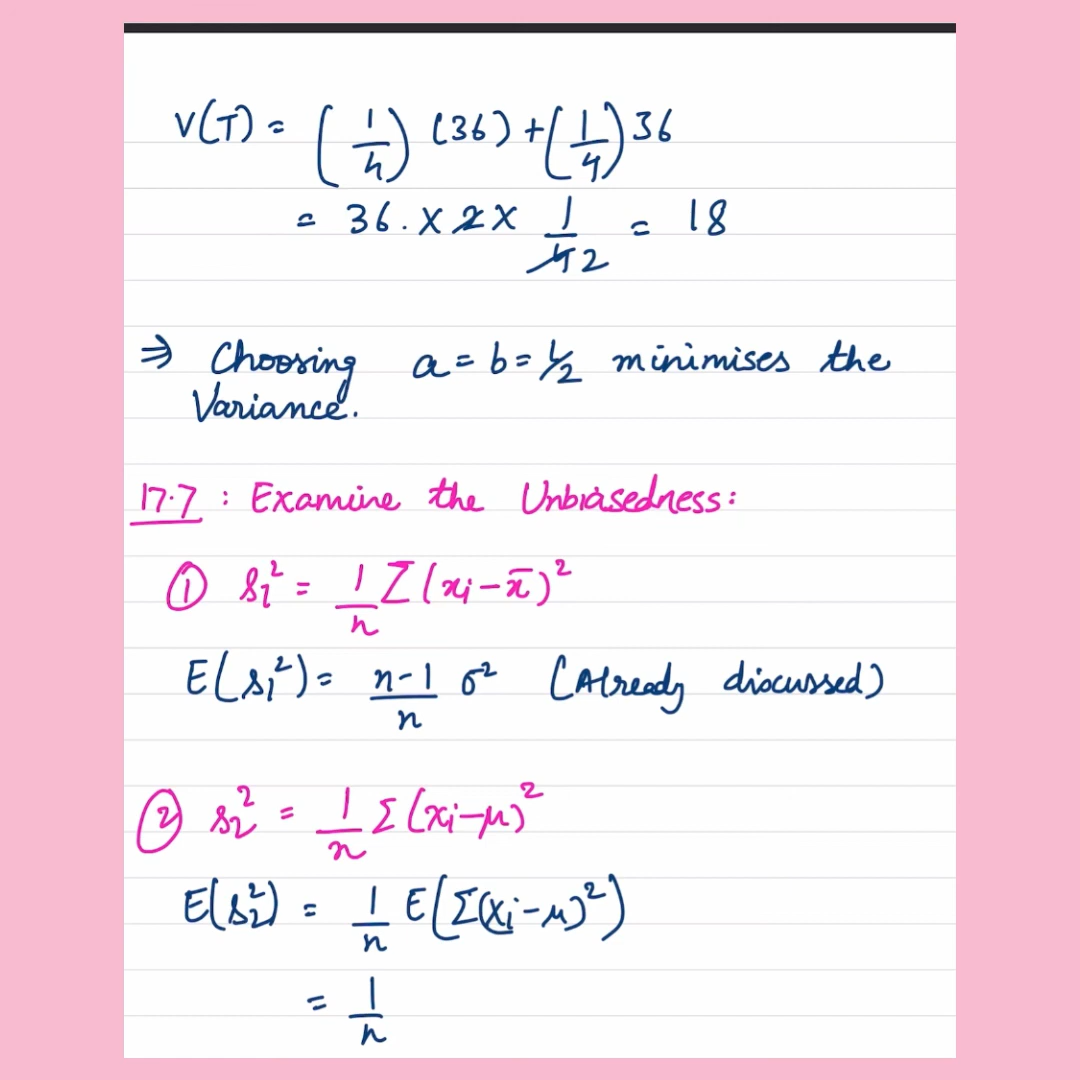 V(T) = (1/4) (36) + (1/4) 36
= 36 . × 2 × 1/4 2 = 18
⇒ Choosing a = b = 1/2 minimises the
Variance.
17.7 : Examine the Unbiasedness:
① s₁² = 1/n Σ(xi - x̄)²
E(s₁²) = n-1/n σ² (Already discussed)
② s₂² = 1/n Σ(xi - μ)²
E(s₂²) = 1/n E(Σ(xi - μ)²)
= 1/n